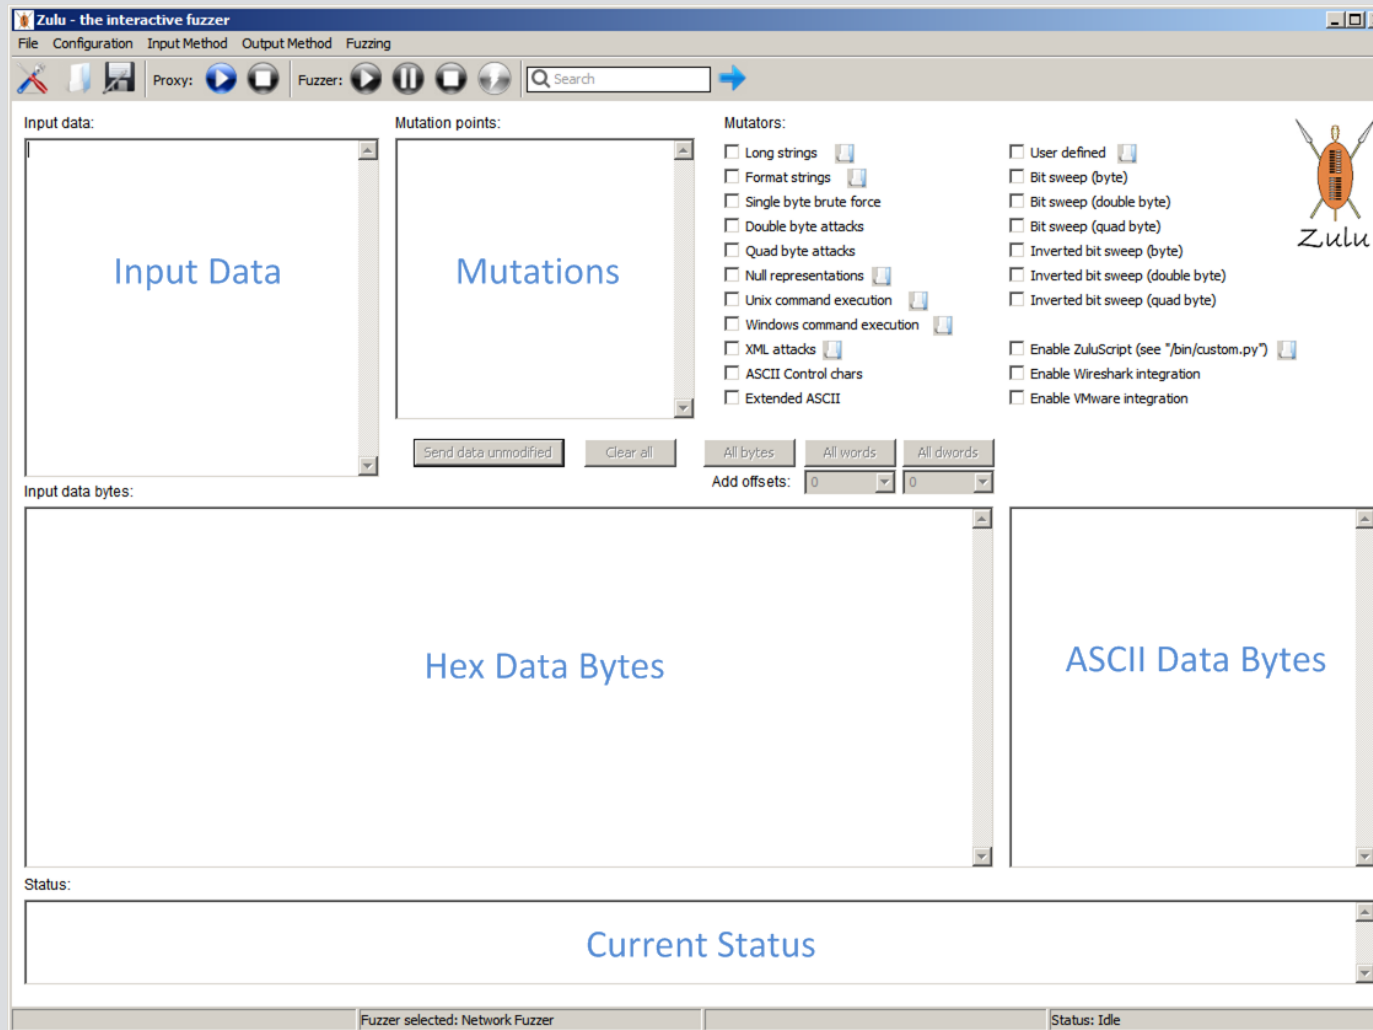 Zulu - the interactive fuzzer
File Configuration Input Method Output Method Fuzzing
Proxy: Fuzzer: Search
Input data: Mutation points: Mutators:
Long strings User defined
Format strings Bit sweep (byte)
Single byte brute force Bit sweep (double byte)
Double byte attacks Bit sweep (quad byte)
Quad byte attacks Inverted bit sweep (byte)
Null representations Inverted bit sweep (double byte)
Unix command execution Inverted bit sweep (quad byte)
Windows command execution
XML attacks Enable ZuluScript (see "/bin/custom.py")
ASCII Control chars Enable Wireshark integration
Extended ASCII Enable VMware integration
Zulu
Input Data
Mutations
Send data unmodified Clear all All bytes All words All dwords
Add offsets: 0 0
Input data bytes:
Hex Data Bytes
ASCII Data Bytes
Status:
Current Status
Fuzzer selected: Network Fuzzer Status: Idle